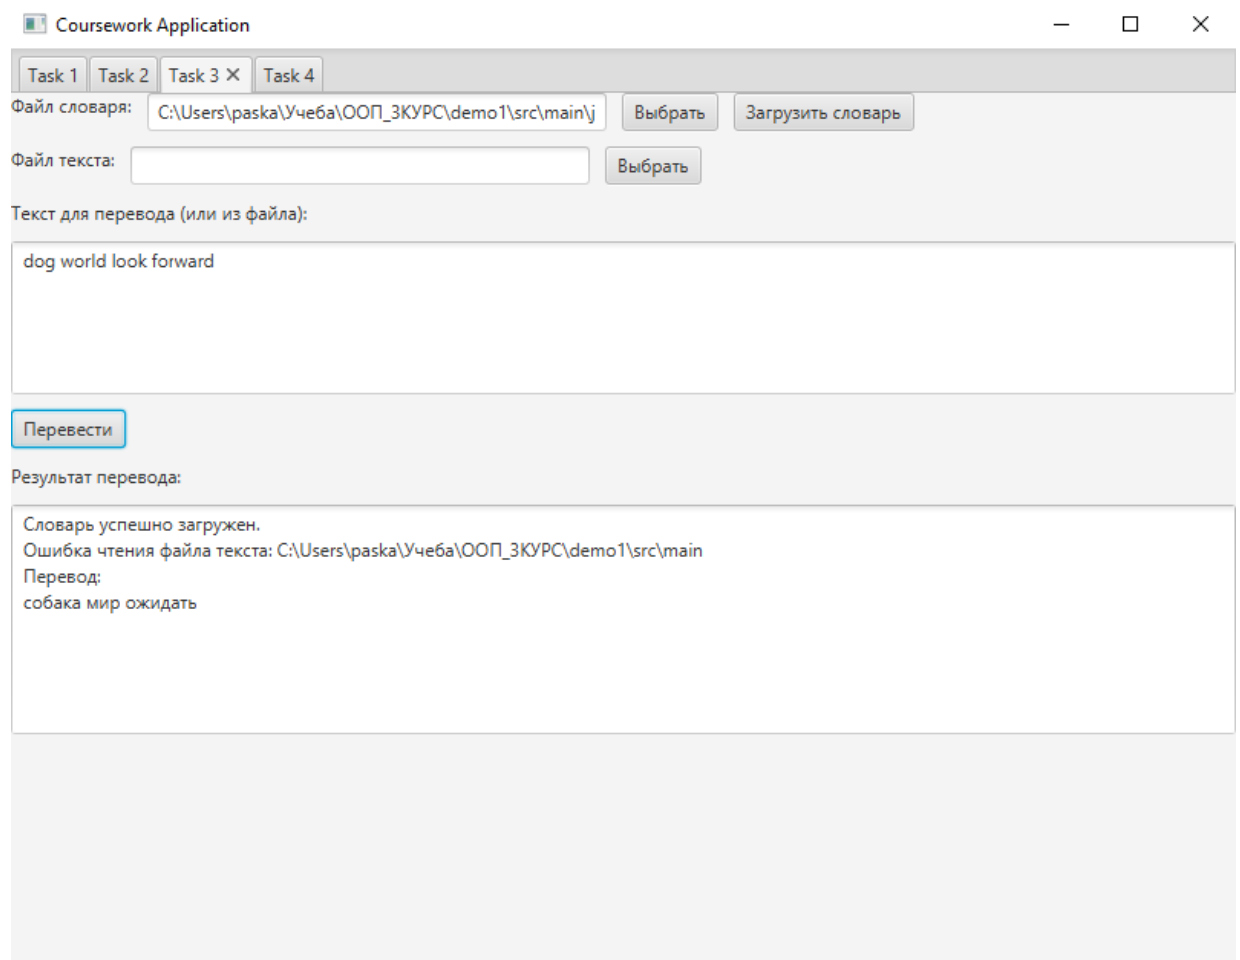 Coursework Application
Task 1 Task 2 Task 3 Task 4
Файл словаря: C:\Users\paska\Учеба\ООП_3КУРС\demo1\src\main\j Выбрать Загрузить словарь
Файл текста: Выбрать
Текст для перевода (или из файла):
dog world look forward
Перевести
Результат перевода:
Словарь успешно загружен.
Ошибка чтения файла текста: C:\Users\paska\Учеба\ООП_3КУРС\demo1\src\main
Перевод:
собака мир ожидать